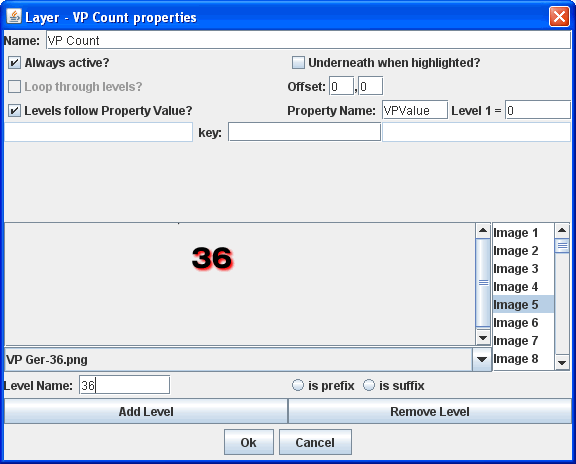 Layer - VP Count properties
Name: VP Count
Always active? Underneath when highlighted?
Loop through levels? Offset: 0 ,0
Levels follow Property Value? Property Name: VPValue Level 1 = 0
key:
36
Image 1
Image 2
Image 3
Image 4
Image 5
Image 6
Image 7
Image 8
VP Ger-36.png
Level Name: 36 is prefix is suffix
Add Level Remove Level
Ok Cancel